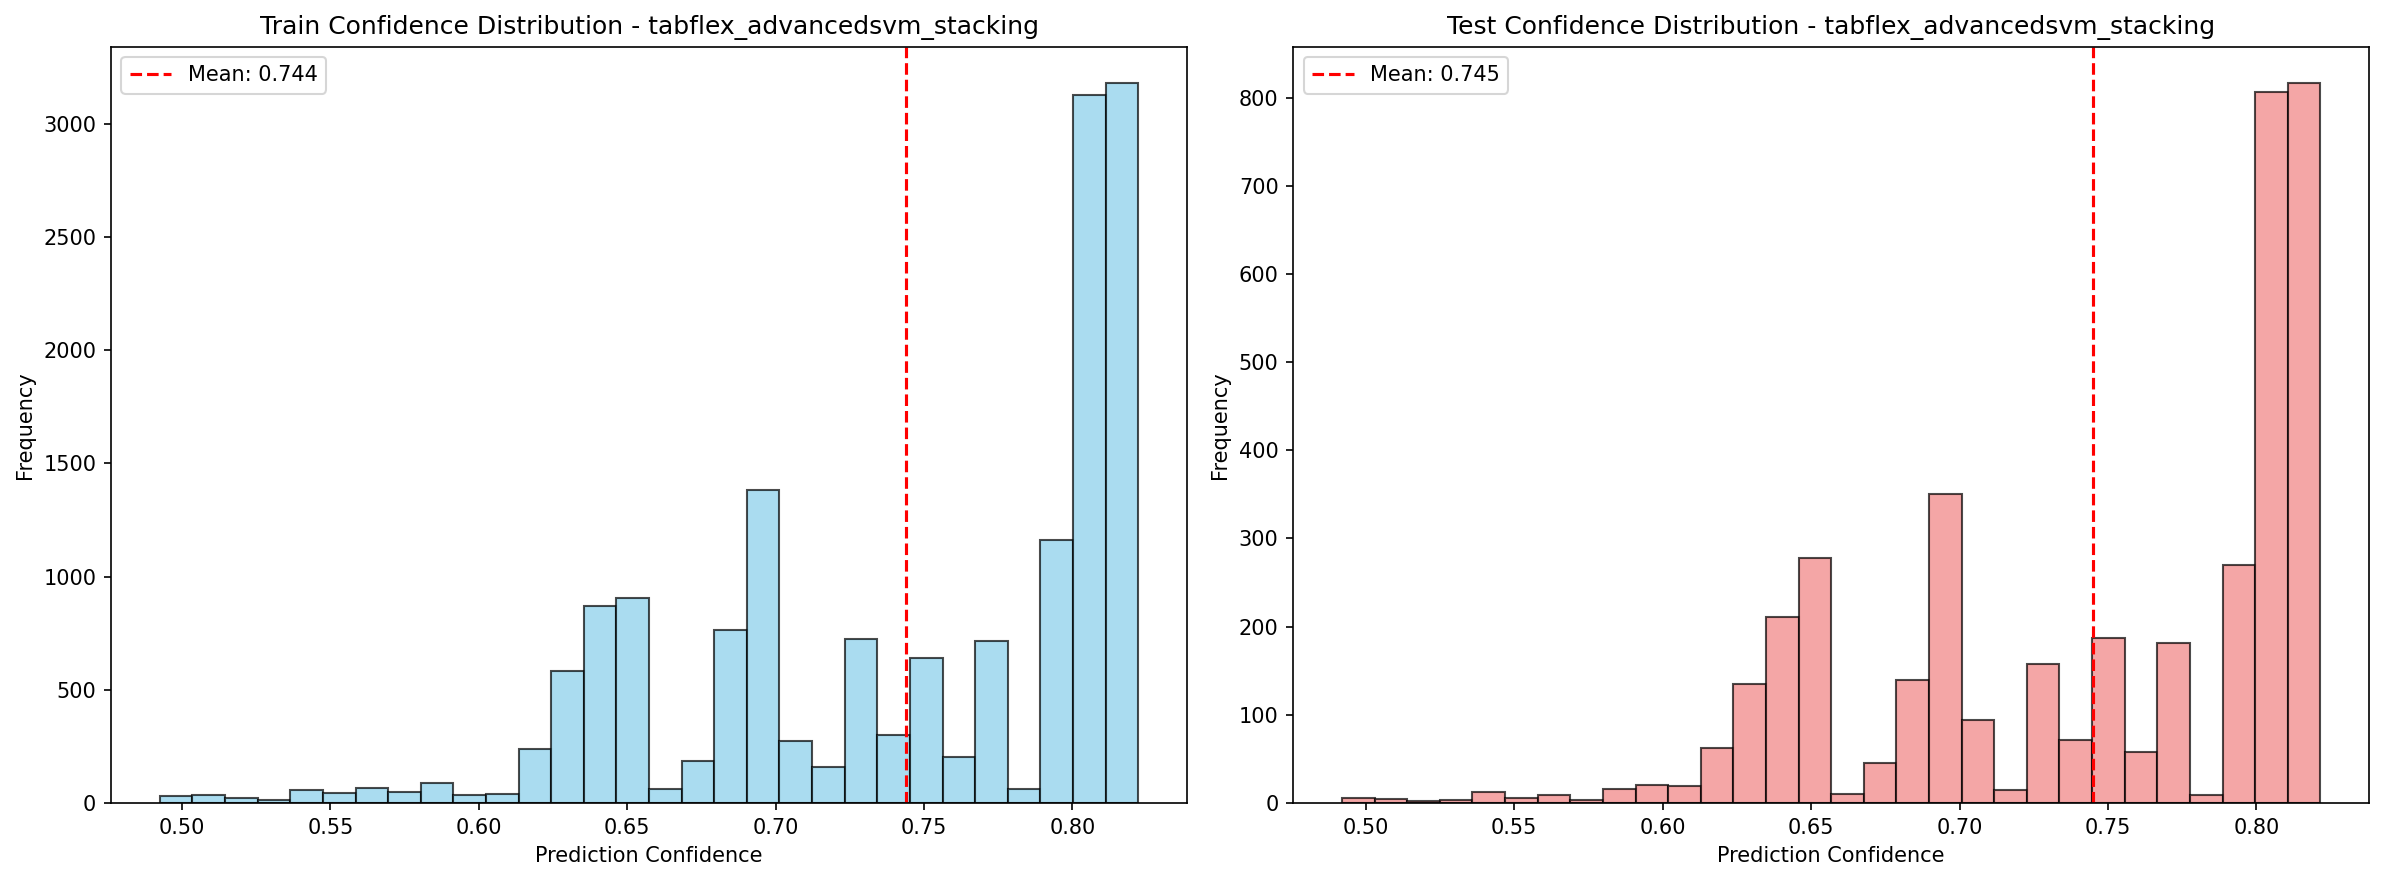 Train Confidence Distribution - tabflex_advancedsvm_stacking
Mean: 0.744
Frequency
3000
2500
2000
1500
1000
500
0
0.50 0.55 0.60 0.65 0.70 0.75 0.80
Prediction Confidence
Test Confidence Distribution - tabflex_advancedsvm_stacking
Mean: 0.745
Frequency
800
700
600
500
400
300
200
100
0
0.50 0.55 0.60 0.65 0.70 0.75 0.80
Prediction Confidence